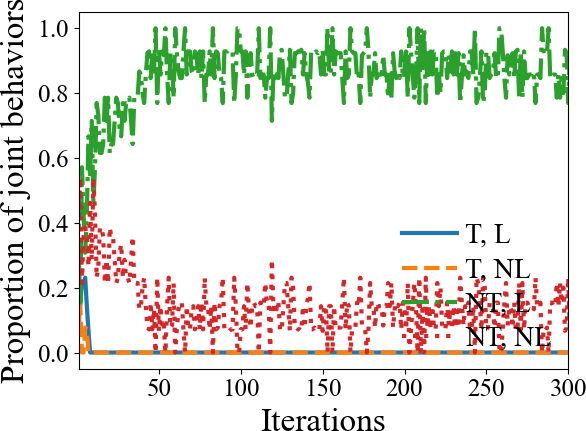 Proportion of joint behaviors
1.0
0.8
0.6
0.4
0.2
0.0
T, L
T, NL
NT, L
NT, NL
50 100 150 200 250 300
Iterations